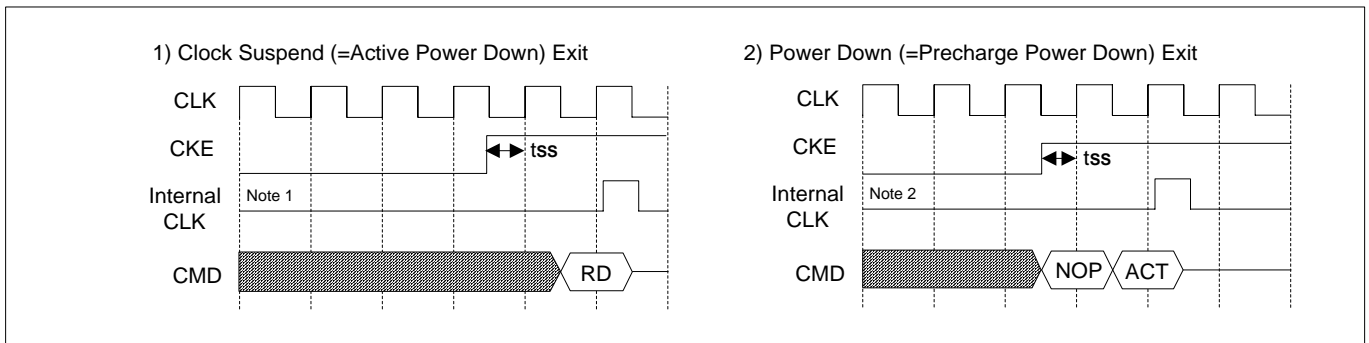 1) Clock Suspend (=Active Power Down) Exit
CLK
CKE
tss
Internal
CLK
Note 1
CMD
RD
2) Power Down (=Precharge Power Down) Exit
CLK
CKE
tss
Internal
CLK
Note 2
CMD
NOP
ACT